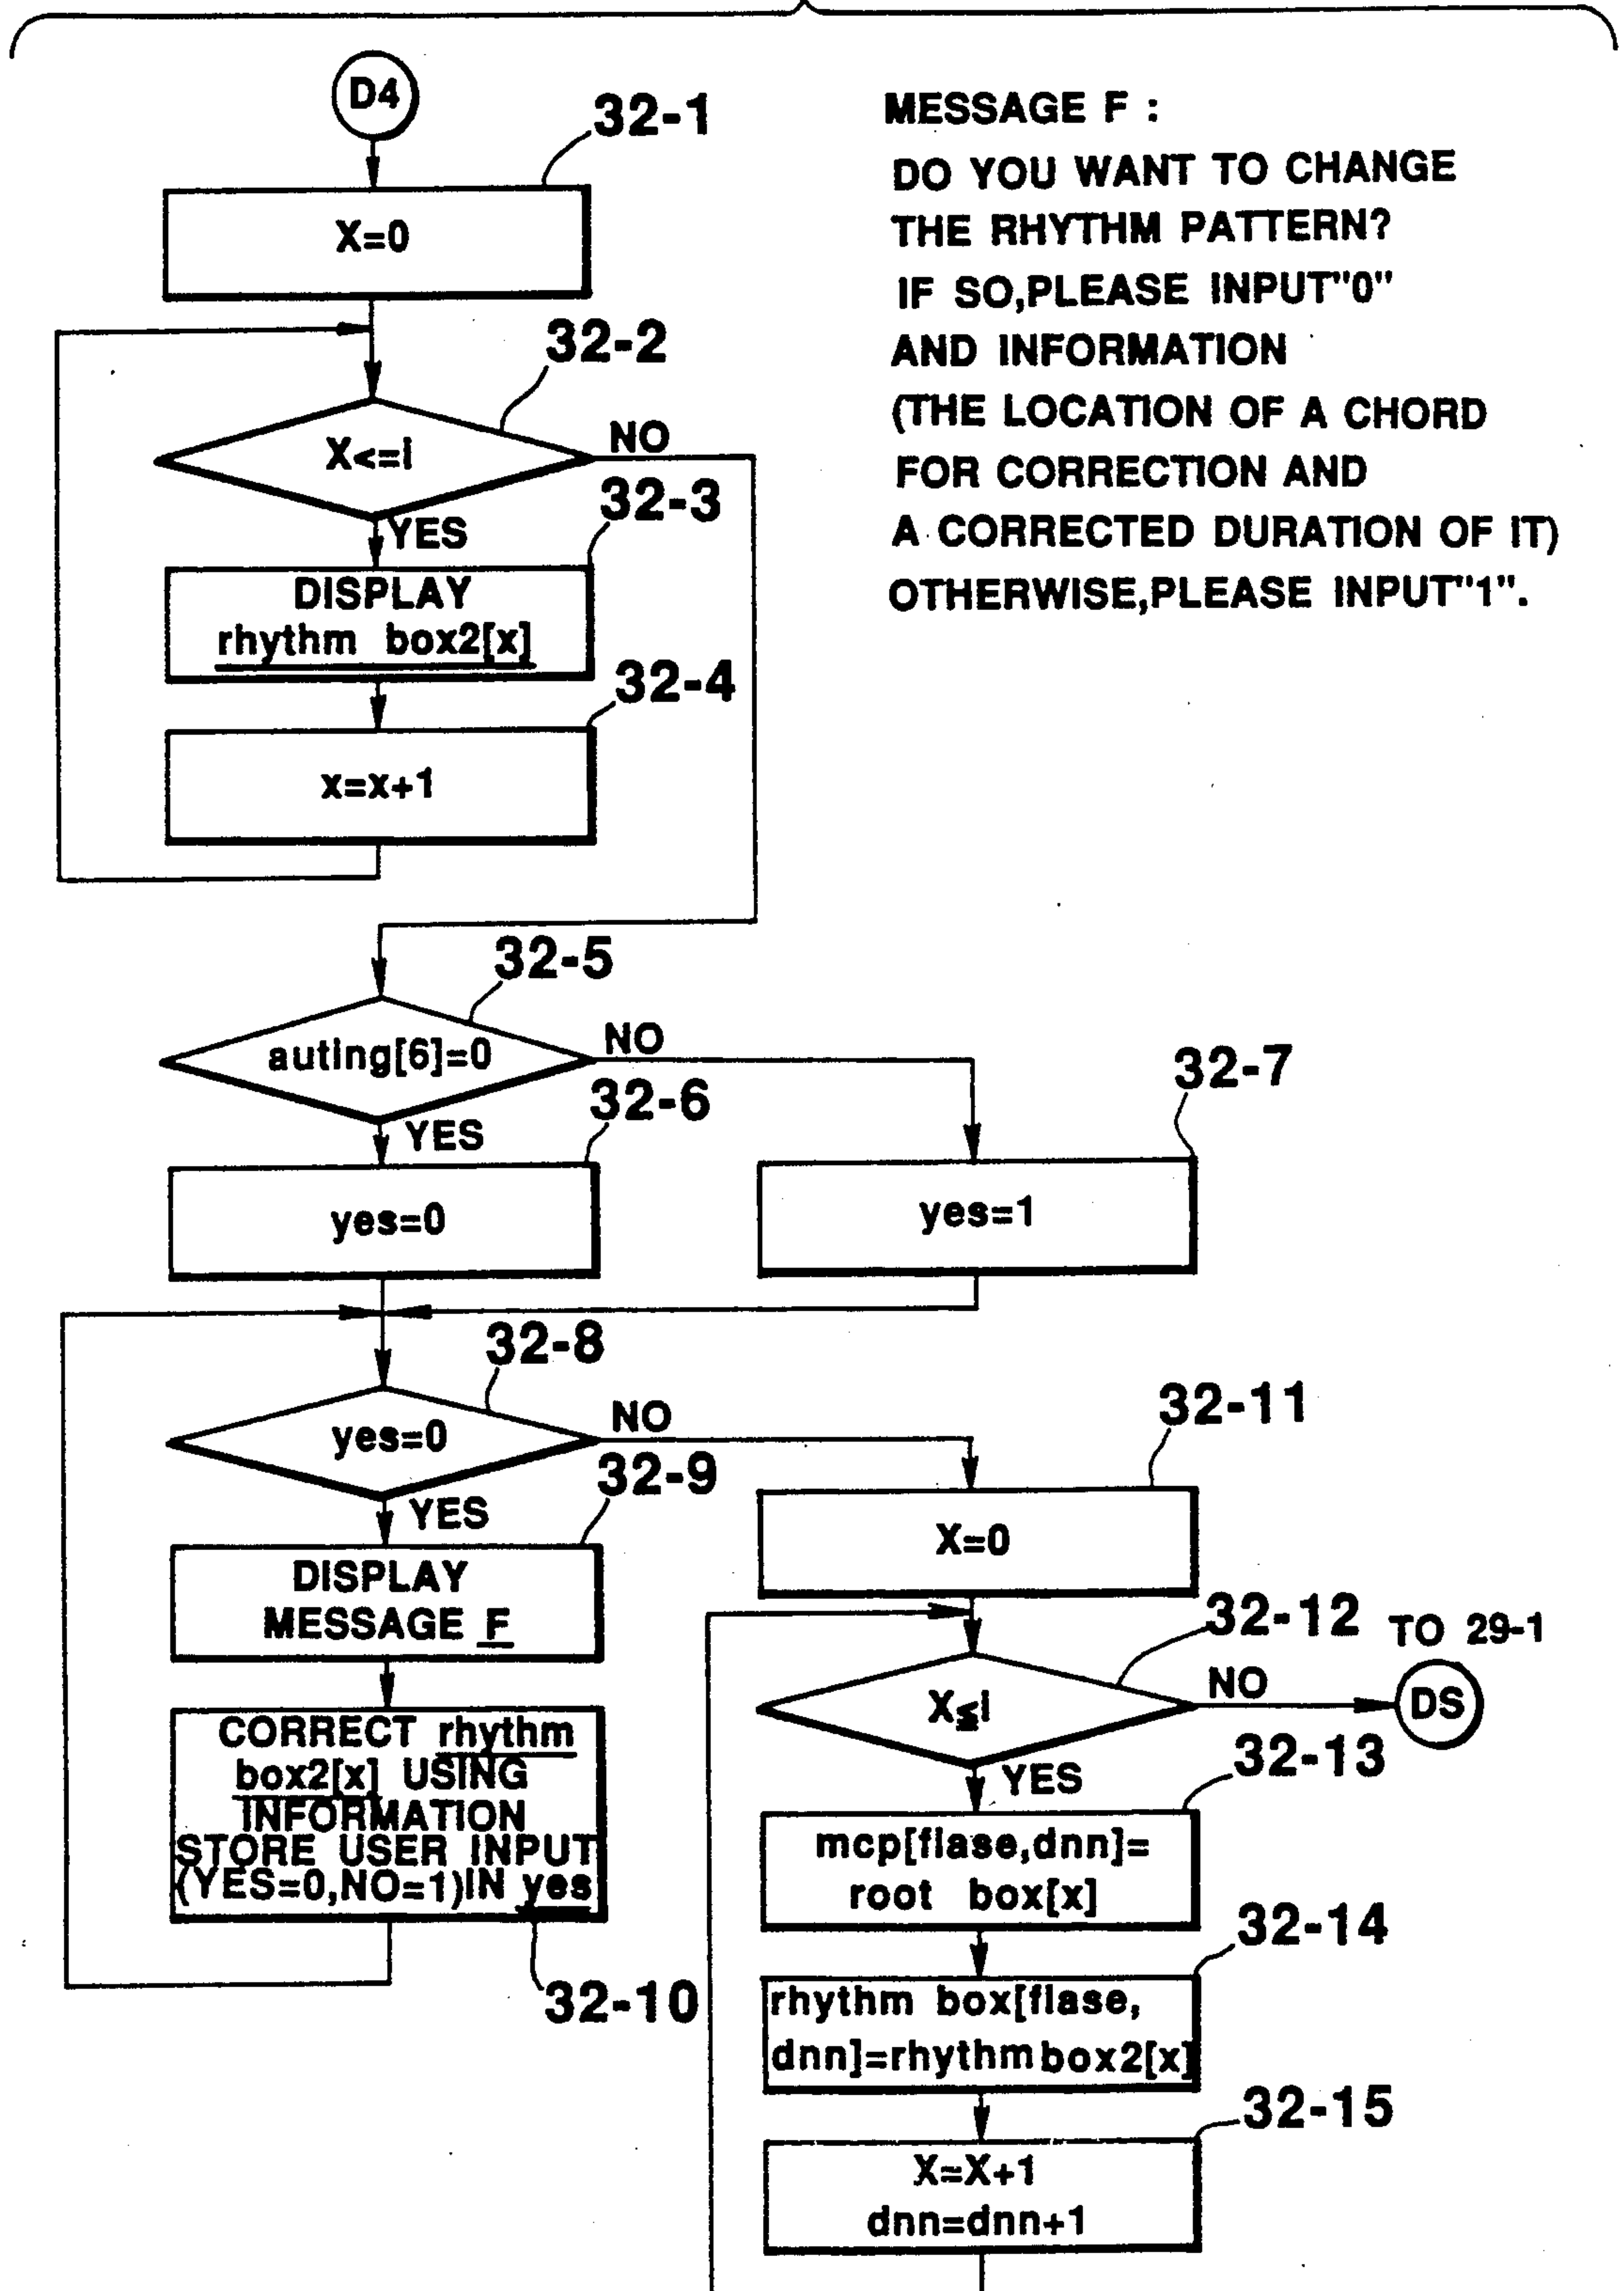 D4
32-1
X=0
32-2
X<=i
NO
YES
32-3
DISPLAY
rhythm box2[x]
32-4
x=x+1
MESSAGE F :
DO YOU WANT TO CHANGE
THE RHYTHM PATTERN?
IF SO,PLEASE INPUT"0"
AND INFORMATION
(THE LOCATION OF A CHORD
FOR CORRECTION AND
A CORRECTED DURATION OF IT)
OTHERWISE,PLEASE INPUT"1".
32-5
auting[6]=0
NO
YES
32-6
yes=0
32-7
yes=1
32-8
yes=0
NO
YES
32-9
DISPLAY
MESSAGE F
CORRECT rhythm
box2[x] USING
INFORMATION
STORE USER INPUT
(YES=0,NO=1)IN yes
32-10
32-11
X=0
32-12
X≦i
NO
TO 29-1
DS
YES
32-13
mcp[flase,dnn]=
root box[x]
32-14
rhythm box[flase,
dnn]=rhythm box2[x]
32-15
X=X+1
dnn=dnn+1